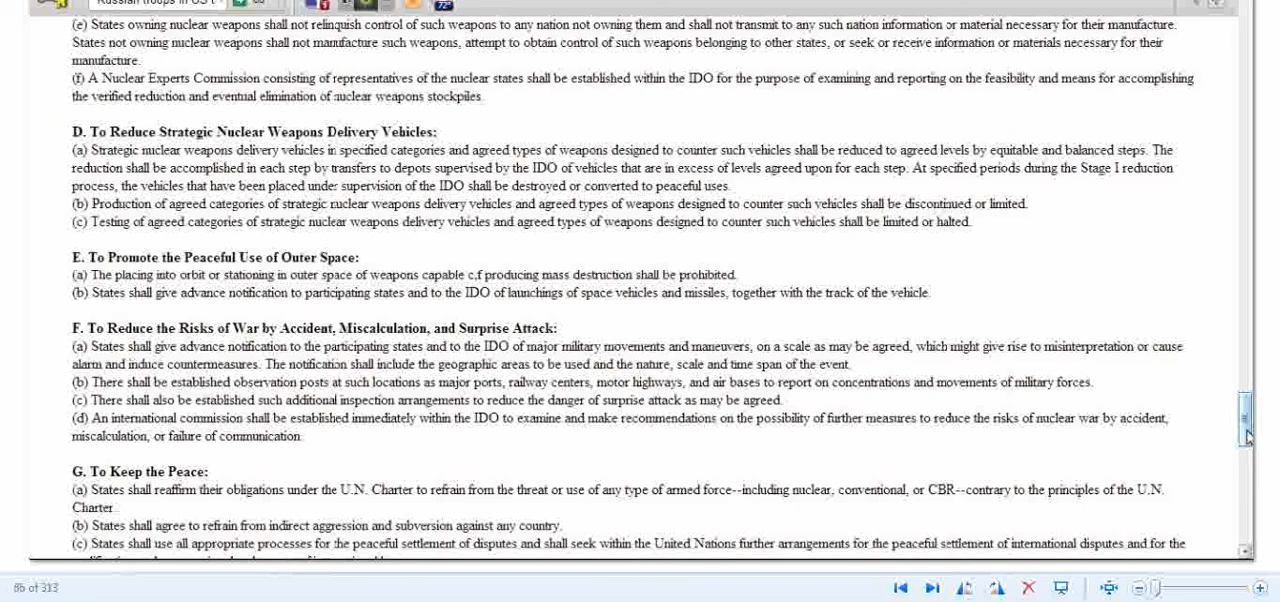 Russian troops in US t
72°
(e) States owning nuclear weapons shall not relinquish control of such weapons to any nation not owning them and shall not transmit to any such nation information or material necessary for their manufacture.
States not owning nuclear weapons shall not manufacture such weapons, attempt to obtain control of such weapons belonging to other states, or seek or receive information or materials necessary for their
manufacture.
(f) A Nuclear Experts Commission consisting of representatives of the nuclear states shall be established within the IDO for the purpose of examining and reporting on the feasibility and means for accomplishing
the verified reduction and eventual elimination of nuclear weapons stockpiles.
D. To Reduce Strategic Nuclear Weapons Delivery Vehicles:
(a) Strategic nuclear weapons delivery vehicles in specified categories and agreed types of weapons designed to counter such vehicles shall be reduced to agreed levels by equitable and balanced steps. The
reduction shall be accomplished in each step by transfers to depots supervised by the IDO of vehicles that are in excess of levels agreed upon for each step. At specified periods during the Stage I reduction
process, the vehicles that have been placed under supervision of the IDO shall be destroyed or converted to peaceful uses.
(b) Production of agreed categories of strategic nuclear weapons delivery vehicles and agreed types of weapons designed to counter such vehicles shall be discontinued or limited.
(c) Testing of agreed categories of strategic nuclear weapons delivery vehicles and agreed types of weapons designed to counter such vehicles shall be limited or halted.
E. To Promote the Peaceful Use of Outer Space:
(a) The placing into orbit or stationing in outer space of weapons capable c,f producing mass destruction shall be prohibited.
(b) States shall give advance notification to participating states and to the IDO of launchings of space vehicles and missiles, together with the track of the vehicle.
F. To Reduce the Risks of War by Accident, Miscalculation, and Surprise Attack:
(a) States shall give advance notification to the participating states and to the IDO of major military movements and maneuvers, on a scale as may be agreed, which might give rise to misinterpretation or cause
alarm and induce countermeasures. The notification shall include the geographic areas to be used and the nature, scale and time span of the event.
(b) There shall be established observation posts at such locations as major ports, railway centers, motor highways, and air bases to report on concentrations and movements of military forces.
(c) There shall also be established such additional inspection arrangements to reduce the danger of surprise attack as may be agreed.
(d) An international commission shall be established immediately within the IDO to examine and make recommendations on the possibility of further measures to reduce the risks of nuclear war by accident,
miscalculation, or failure of communication.
G. To Keep the Peace:
(a) States shall reaffirm their obligations under the U.N. Charter to refrain from the threat or use of any type of armed force--including nuclear, conventional, or CBR--contrary to the principles of the U.N.
Charter.
(b) States shall agree to refrain from indirect aggression and subversion against any country.
(c) States shall use all appropriate processes for the peaceful settlement of disputes and shall seek within the United Nations further arrangements for the peaceful settlement of international disputes and for the
of 313